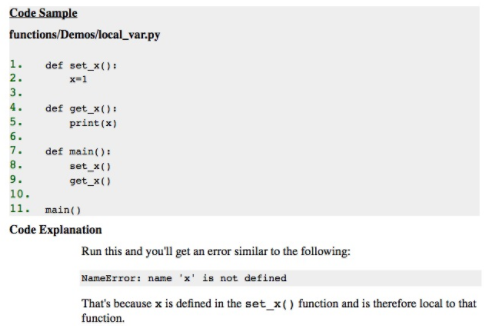 Code Sample
functions/Demos/local_var.py
1. def set_x():
2. x=1
3.
4. def get_x():
5. print(x)
6.
7. def main():
8. set_x()
9. get_x()
10.
11. main()
Code Explanation
Run this and you'll get an error similar to the following:
NameError: name 'x' is not defined
That's because x is defined in the set_x() function and is therefore local to that
function.